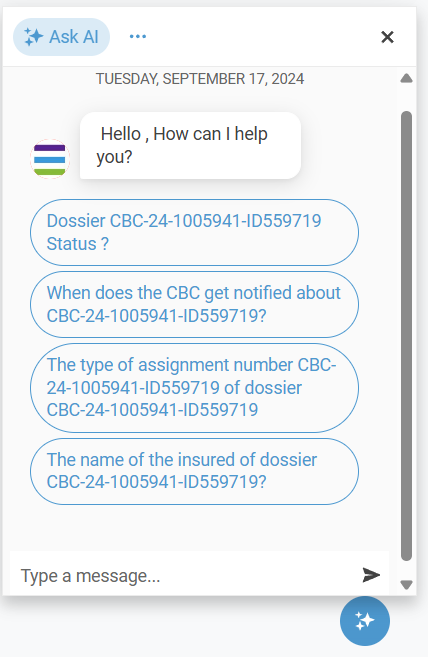 Ask AI
TUESDAY, SEPTEMBER 17, 2024
Hello , How can I help
you?
Dossier CBC-24-1005941-ID559719
Status ?
When does the CBC get notified about
CBC-24-1005941-ID559719?
The type of assignment number CBC-
24-1005941-ID559719 of dossier
CBC-24-1005941-ID559719
The name of the insured of dossier
CBC-24-1005941-ID559719?
Type a message...